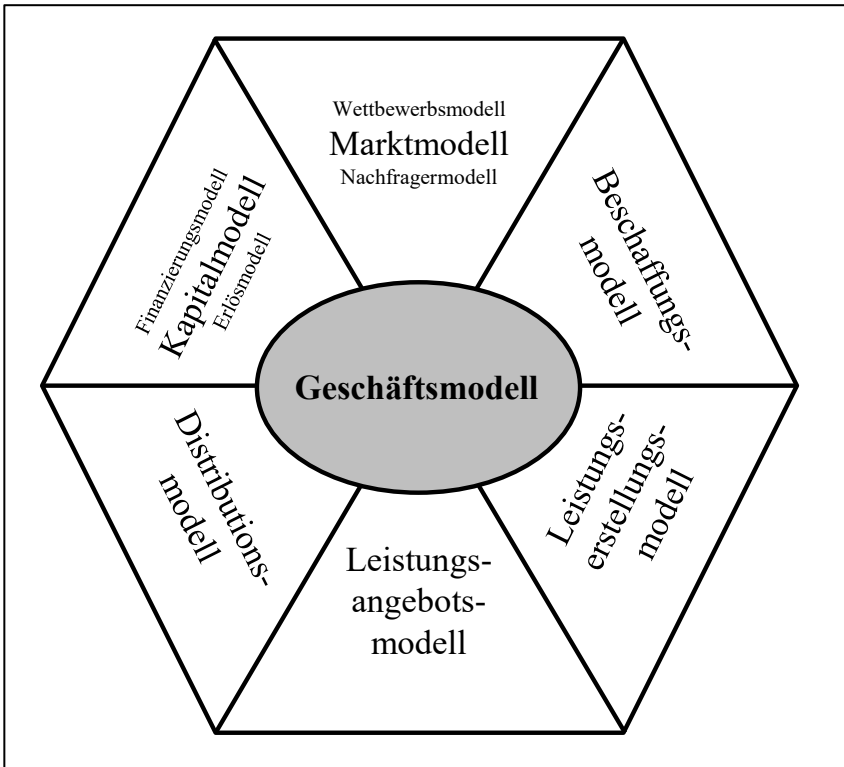 Wettbewerbsmodell
Marktmodell
Nachfragermodell
Beschaffungs-
modell
Leistungs-
erstellungs-
modell
Leistungs-
angebots-
modell
Distributions-
modell
Finanzierungsmodell
Kapitalmodell
Erlösmodell
Geschäftsmodell